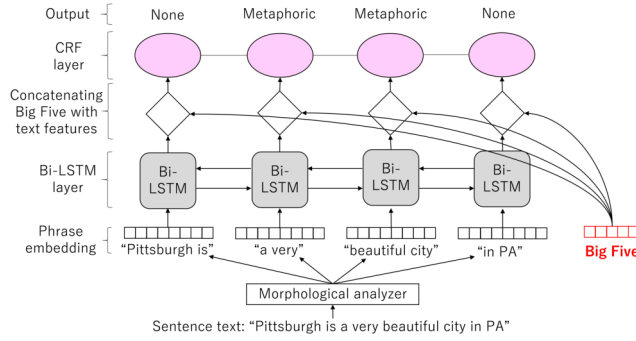 Output
None
Metaphoric
Metaphoric
None
CRF
layer
Concatenating
Big Five with
text features
Bi-LSTM
layer
Bi-
LSTM
Bi-
LSTM
Bi-
LSTM
Bi-
LSTM
Phrase
embedding
"Pittsburgh is"
"a very"
"beautiful city"
"in PA"
Big Five
Morphological analyzer
Sentence text: "Pittsburgh is a very beautiful city in PA"